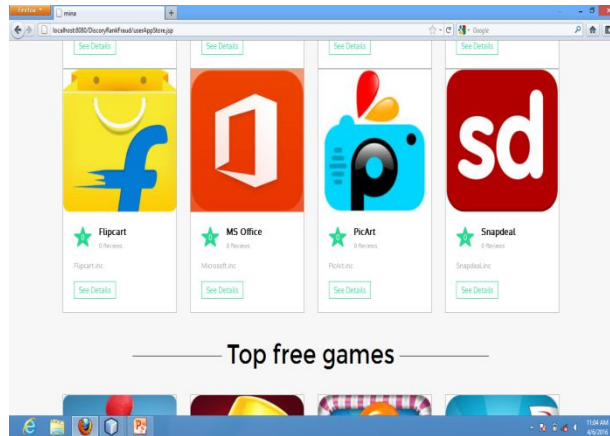 Firefox
mina
localhost:8080/DiscoryRankFraud/userAppStore.jsp
Google
See Details
See Details
See Details
See Details
sd
Flipcart
0 Reviews
MS Office
0 Reviews
PicArt
0 Reviews
Snapdeal
0 Reviews
Flipcart.inc
Microsoft.inc
PicArt.inc
Snapdeal.inc
See Details
See Details
See Details
See Details
Top free games
11:04 AM
4/6/2016